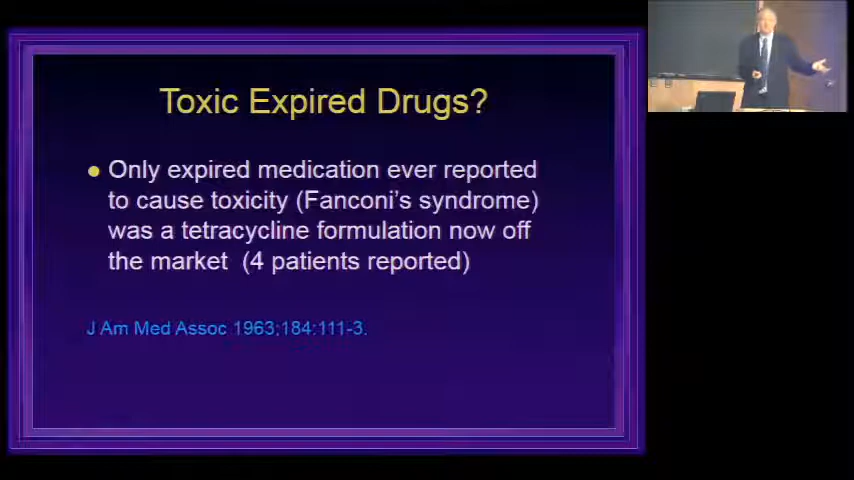 Toxic Expired Drugs?
Only expired medication ever reported
to cause toxicity (Fanconi's syndrome)
was a tetracycline formulation now off
the market (4 patients reported)
J Am Med Assoc 1963;184:111-3.